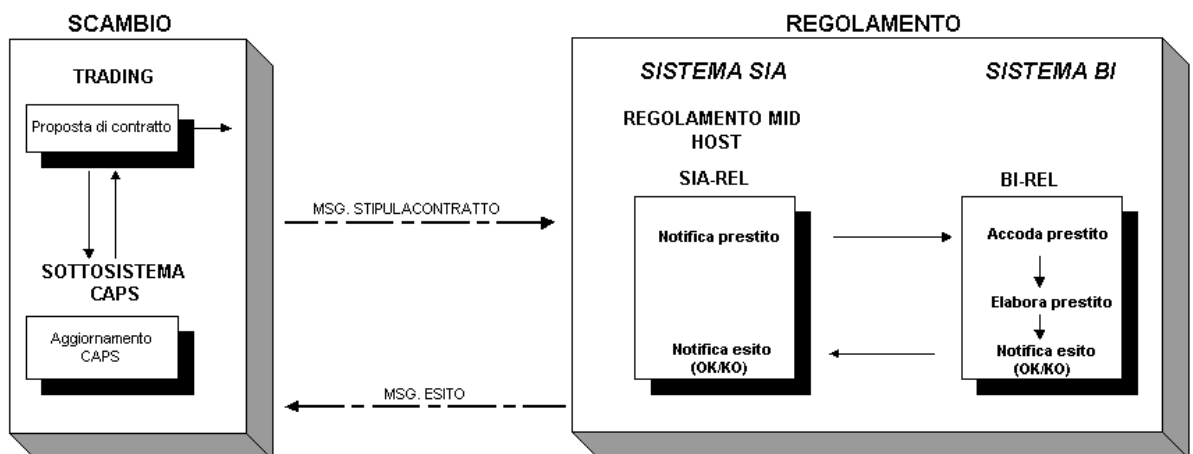 SCAMBIO
TRADING
Proposta di contratto
SOTTOSISTEMA
CAPS
Aggiornamento
CAPS
MSG. STIPULACONTRATTO
MSG. ESITO
REGOLAMENTO
SISTEMA SIA
REGOLAMENTO MID
HOST
SIA-REL
Notifica prestito
Notifica esito
(OK/KO)
SISTEMA BI
BI-REL
Accoda prestito
Elabora prestito
Notifica esito
(OK/KO)